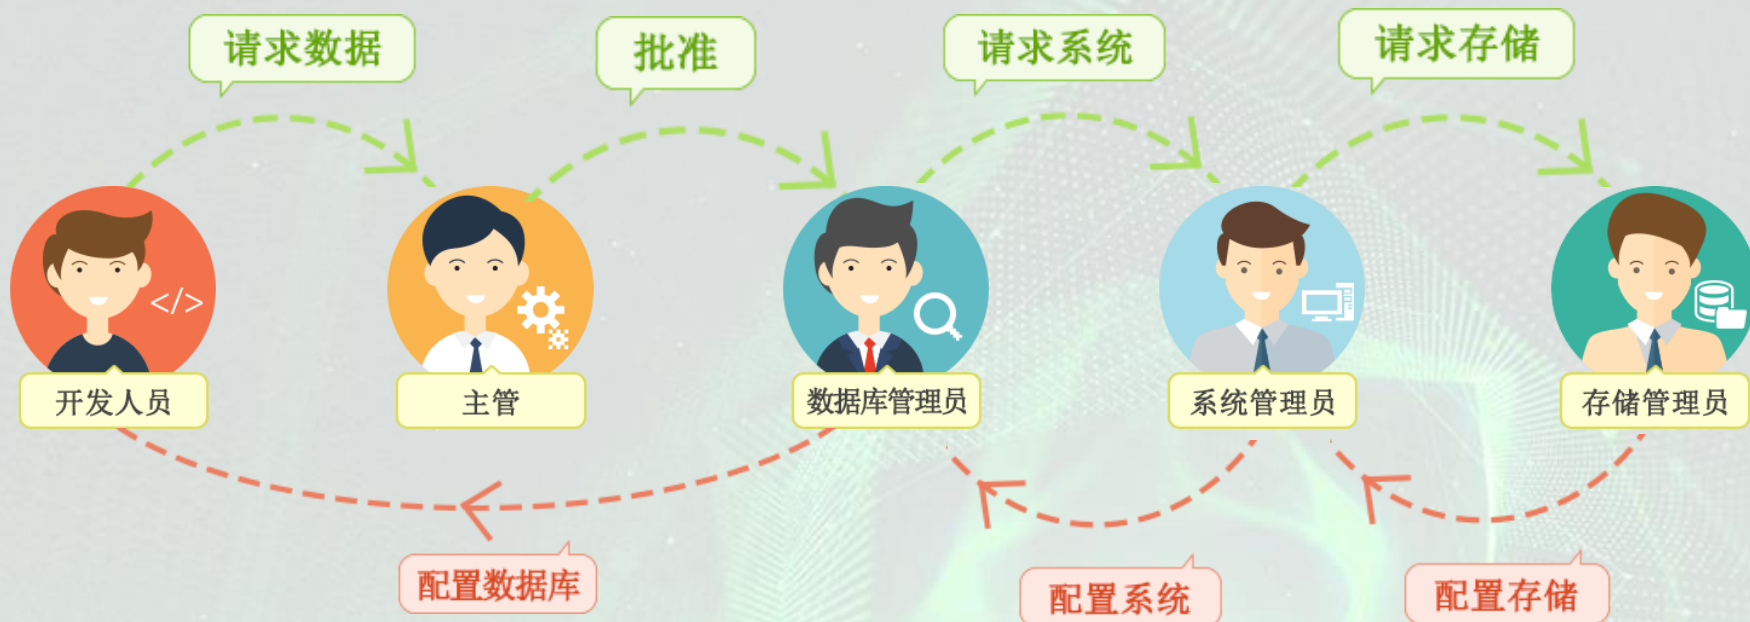 请求数据
批准
请求系统
请求存储
</>
开发人员
主管
数据库管理员
系统管理员
存储管理员
配置数据库
配置系统
配置存储